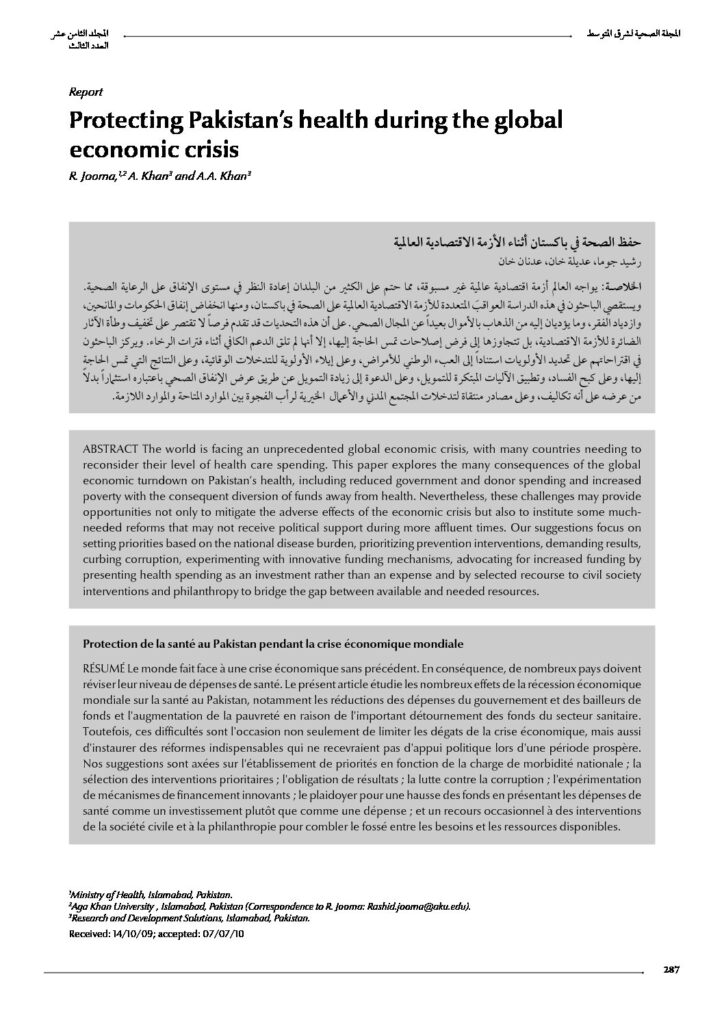 المجلة الصحية لشرق المتوسط
المجلد الثامن عشر
العدد الثالث
Report
Protecting Pakistan's health during the global
economic crisis
R. Jooma,1,2 A. Khan3 and A.A. Khan3
حفظ الصحة في باكستان أثناء الأزمة الاقتصادية العالمية
رشيد جوما، عديلة خان، عدنان خان
الخلاصة: يواجه العالم أزمة اقتصادية عالمية غير مسبوقة، مما حتم على الكثير من البلدان إعادة النظر في مستوى الإنفاق على الرعاية الصحية.
ويستقصي الباحثون في هذه الدراسة العواقبَ المتعددة للأزمة الاقتصادية العالمية على الصحة في باكستان، ومنها انخفاض إنفاق الحكومات والمانحين،
وازدياد الفقر، وما يؤديان إليه من الذهاب بالأموال بعيداً عن المجال الصحي. على أن هذه التحديات قد تقدم فرصاً لا تقتصر على تخفيف وطأة الآثار
الضائرة للأزمة الاقتصادية، بل تتجاوزها إلى فرض إصلاحات تمس الحاجة إليها، إلا أنها لم تلق الدعم الكافي أثناء فترات الرخاء. ويركز الباحثون
في اقتراحاتهم على تحديد الأولويات استناداً إلى العبء الوطني للأمراض، وعلى إيلاء الأولوية للتدخلات الوقائية، وعلى النتائج التي تمس الحاجة
إليها، وعلى كبح الفساد، وتطبيق الآليات المبتكرة للتمويل، وعلى الدعوة إلى زيادة التمويل عن طريق عرض الإنفاق الصحي باعتباره استثماراً بدلاً
من عرضه على أنه تكاليف، وعلى مصادر منتقاة لتدخلات المجتمع المدني والأعمال الخيرية لرأب الفجوة بين الموارد المتاحة والموارد اللازمة.
ABSTRACT The world is facing an unprecedented global economic crisis, with many countries needing to
reconsider their level of health care spending. This paper explores the many consequences of the global
economic turndown on Pakistan's health, including reduced government and donor spending and increased
poverty with the consequent diversion of funds away from health. Nevertheless, these challenges may provide
opportunities not only to mitigate the adverse effects of the economic crisis but also to institute some much-
needed reforms that may not receive political support during more affluent times. Our suggestions focus on
setting priorities based on the national disease burden, prioritizing prevention interventions, demanding results,
curbing corruption, experimenting with innovative funding mechanisms, advocating for increased funding by
presenting health spending as an investment rather than an expense and by selected recourse to civil society
interventions and philanthropy to bridge the gap between available and needed resources.
Protection de la santé au Pakistan pendant la crise économique mondiale
RÉSUMÉ Le monde fait face à une crise économique sans précédent. En conséquence, de nombreux pays doivent
réviser leur niveau de dépenses de santé. Le présent article étudie les nombreux effets de la récession économique
mondiale sur la santé au Pakistan, notamment les réductions des dépenses du gouvernement et des bailleurs de
fonds et l'augmentation de la pauvreté en raison de l'important détournement des fonds du secteur sanitaire.
Toutefois, ces difficultés sont l'occasion non seulement de limiter les dégats de la crise économique, mais aussi
d'instaurer des réformes indispensables qui ne recevraient pas d'appui politique lors d'une période prospère.
Nos suggestions sont axées sur l'établissement de priorités en fonction de la charge de morbidité nationale ; la
sélection des interventions prioritaires ; l'obligation de résultats ; la lutte contre la corruption ; l'expérimentation
de mécanismes de financement innovants ; le plaidoyer pour une hausse des fonds en présentant les dépenses de
santé comme un investissement plutôt que comme une dépense ; et un recours occasionnel à des interventions
de la société civile et à la philanthropie pour combler le fossé entre les besoins et les ressources disponibles.
1Ministry of Health, Islamabad, Pakistan.
2Aga Khan University , Islamabad, Pakistan (Correspondence to R. Jooma: Rashid.jooma@aku.edu).
3Research and Development Solutions, Islamabad, Pakistan.
Received: 14/10/09; accepted: 07/07/10
287